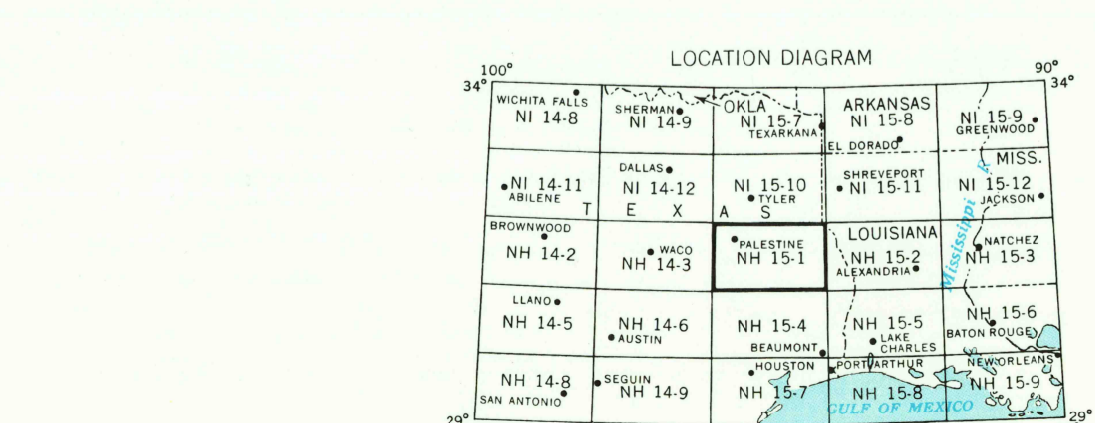 LOCATION DIAGRAM
100° 90°
34° 34°
WICHITA FALLS SHERMAN OKLA ARKANSAS
NI 14-8 NI 14-9 NI 15-7 NI 15-8 NI 15-9
TEXARKANA GREENWOOD
EL DORADO
MISS.
DALLAS SHREVEPORT
NI 14-11 NI 14-12 NI 15-10 NI 15-11 NI 15-12
ABILENE TYLER JACKSON
T E X A S
Mississippi R
BROWNWOOD WACO PALESTINE LOUISIANA NATCHEZ
NH 14-2 NH 14-3 NH 15-1 NH 15-2 NH 15-3
ALEXANDRIA
LLANO
NH 14-5 NH 14-6 NH 15-4 NH 15-5 NH 15-6
AUSTIN BEAUMONT LAKE CHARLES BATON ROUGE
HOUSTON PORT ARTHUR NEW ORLEANS
NH 14-8 SEGUIN NH 14-9 NH 15-7 NH 15-8 NH 15-9
SAN ANTONIO GULF OF MEXICO
29° 29°